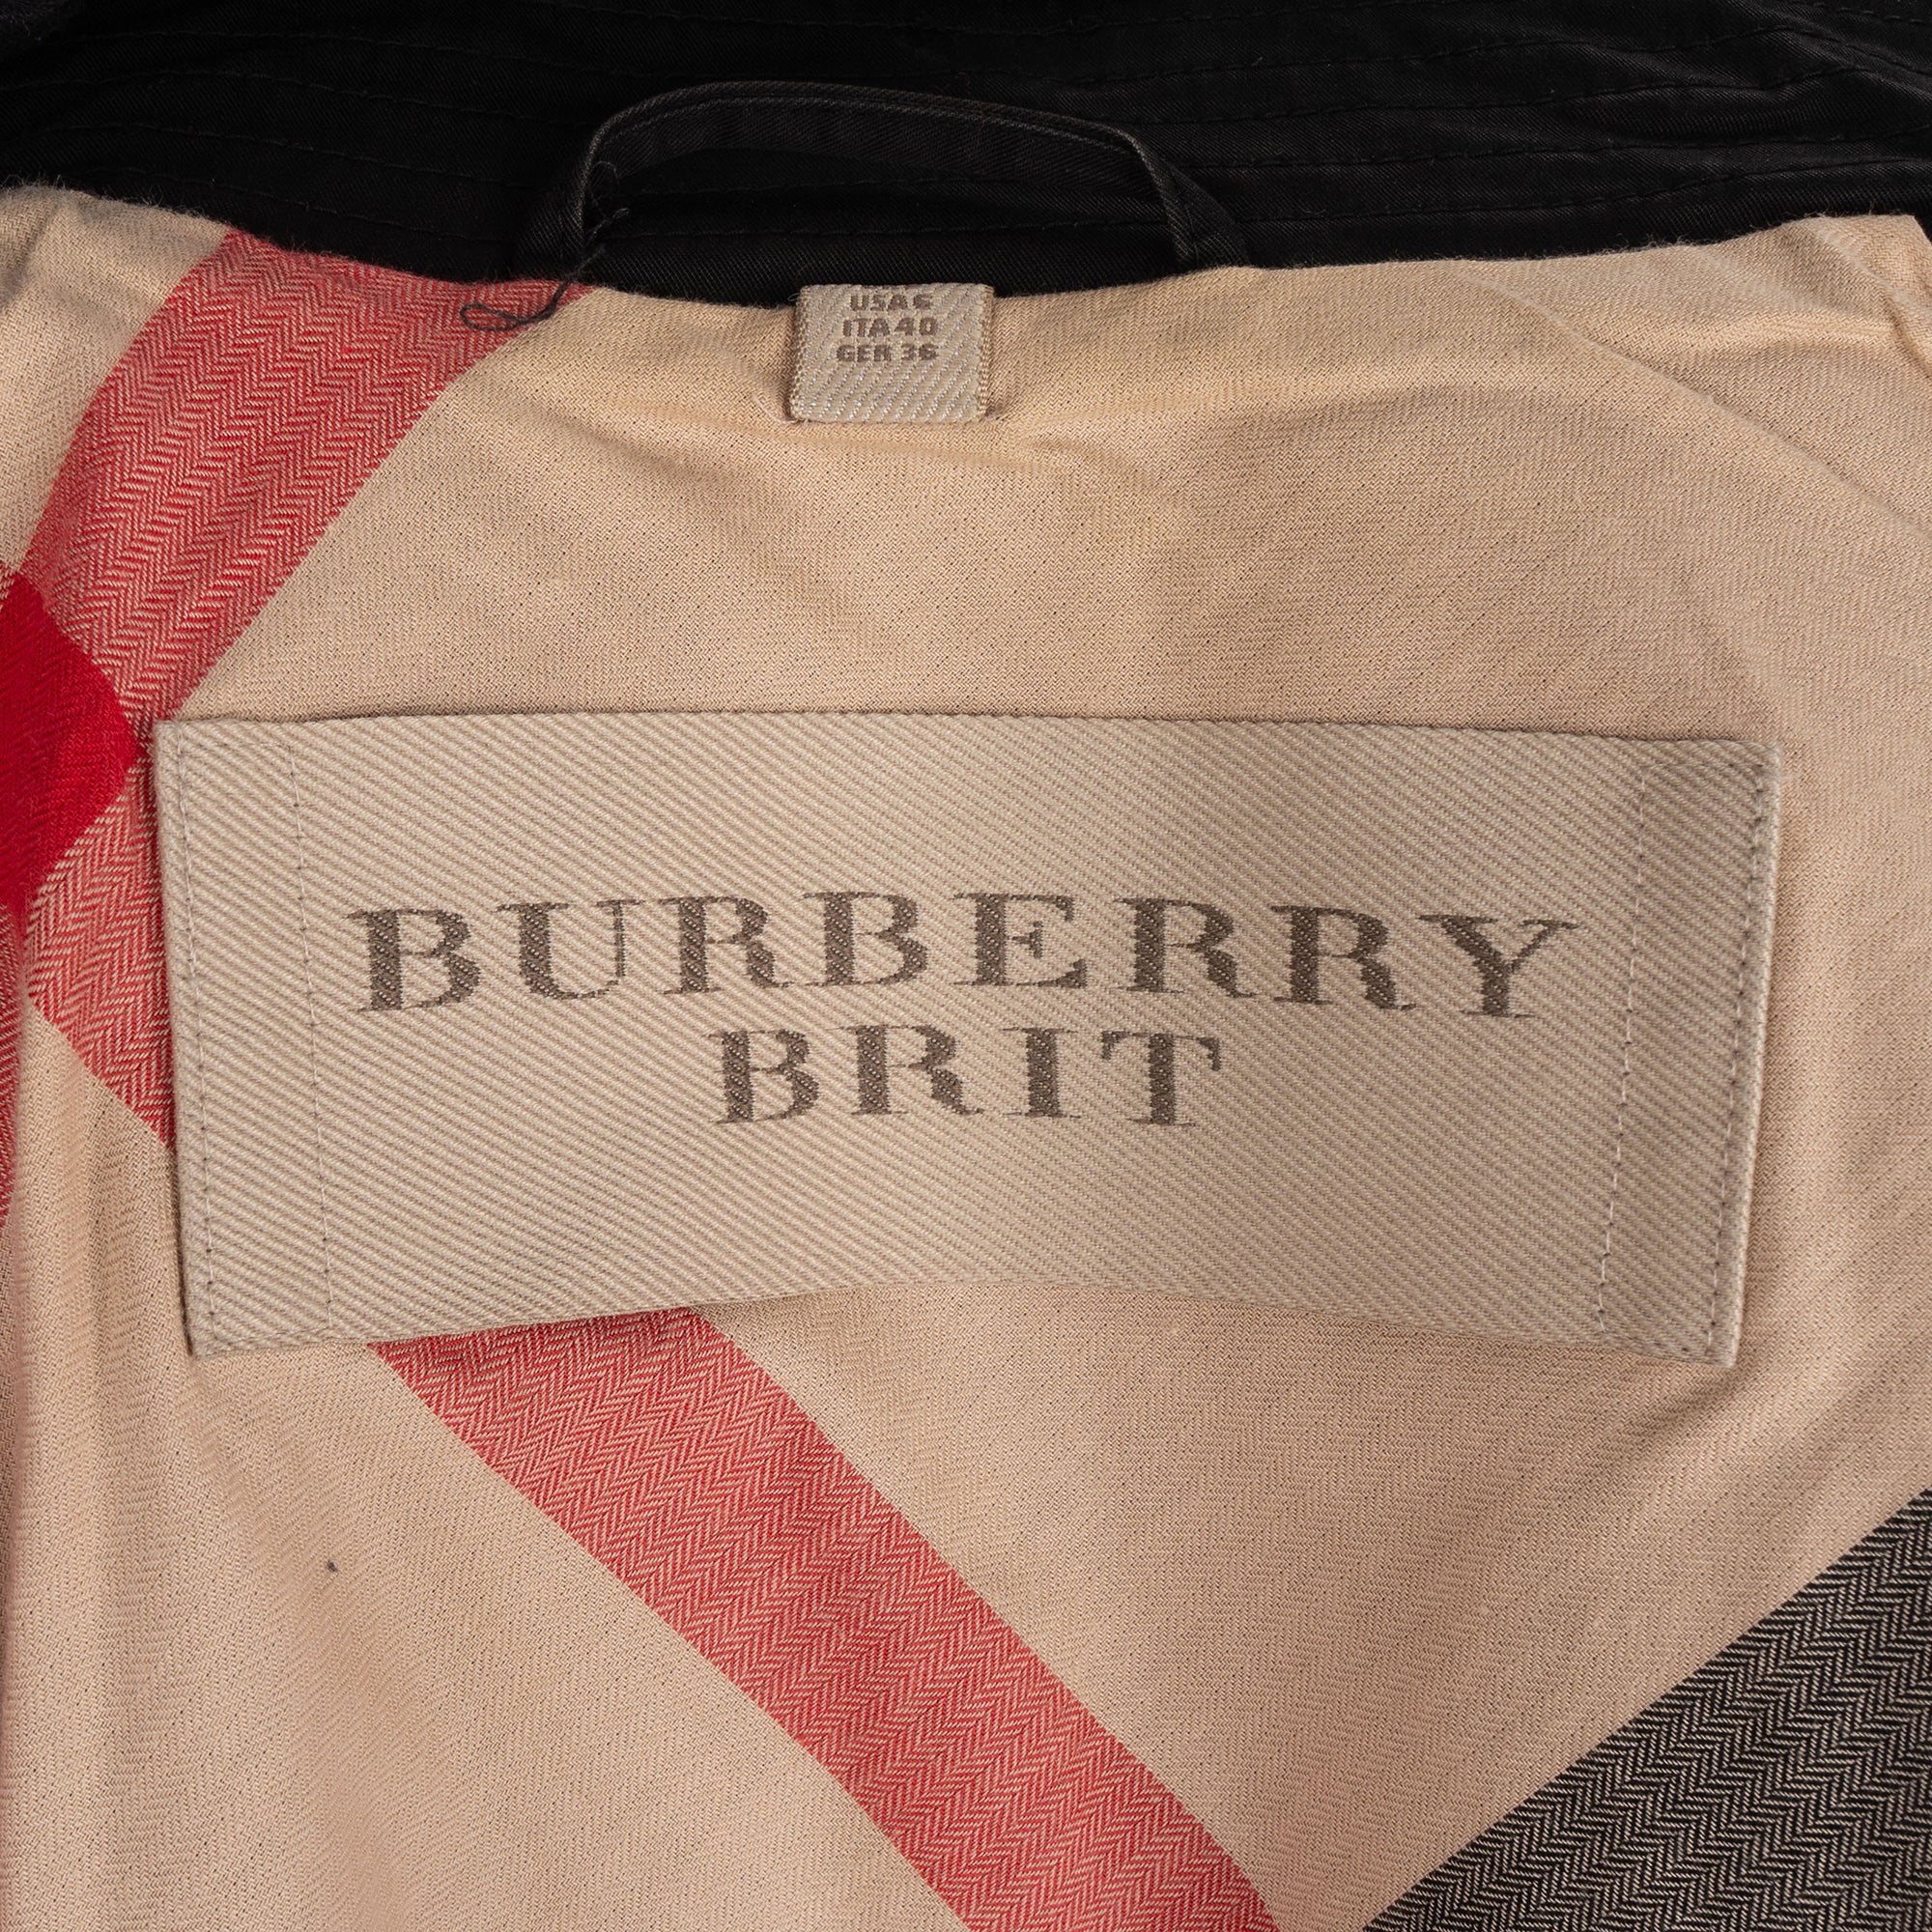 USA 6
ITA 40
GER 36
BURBERRY
BRIT